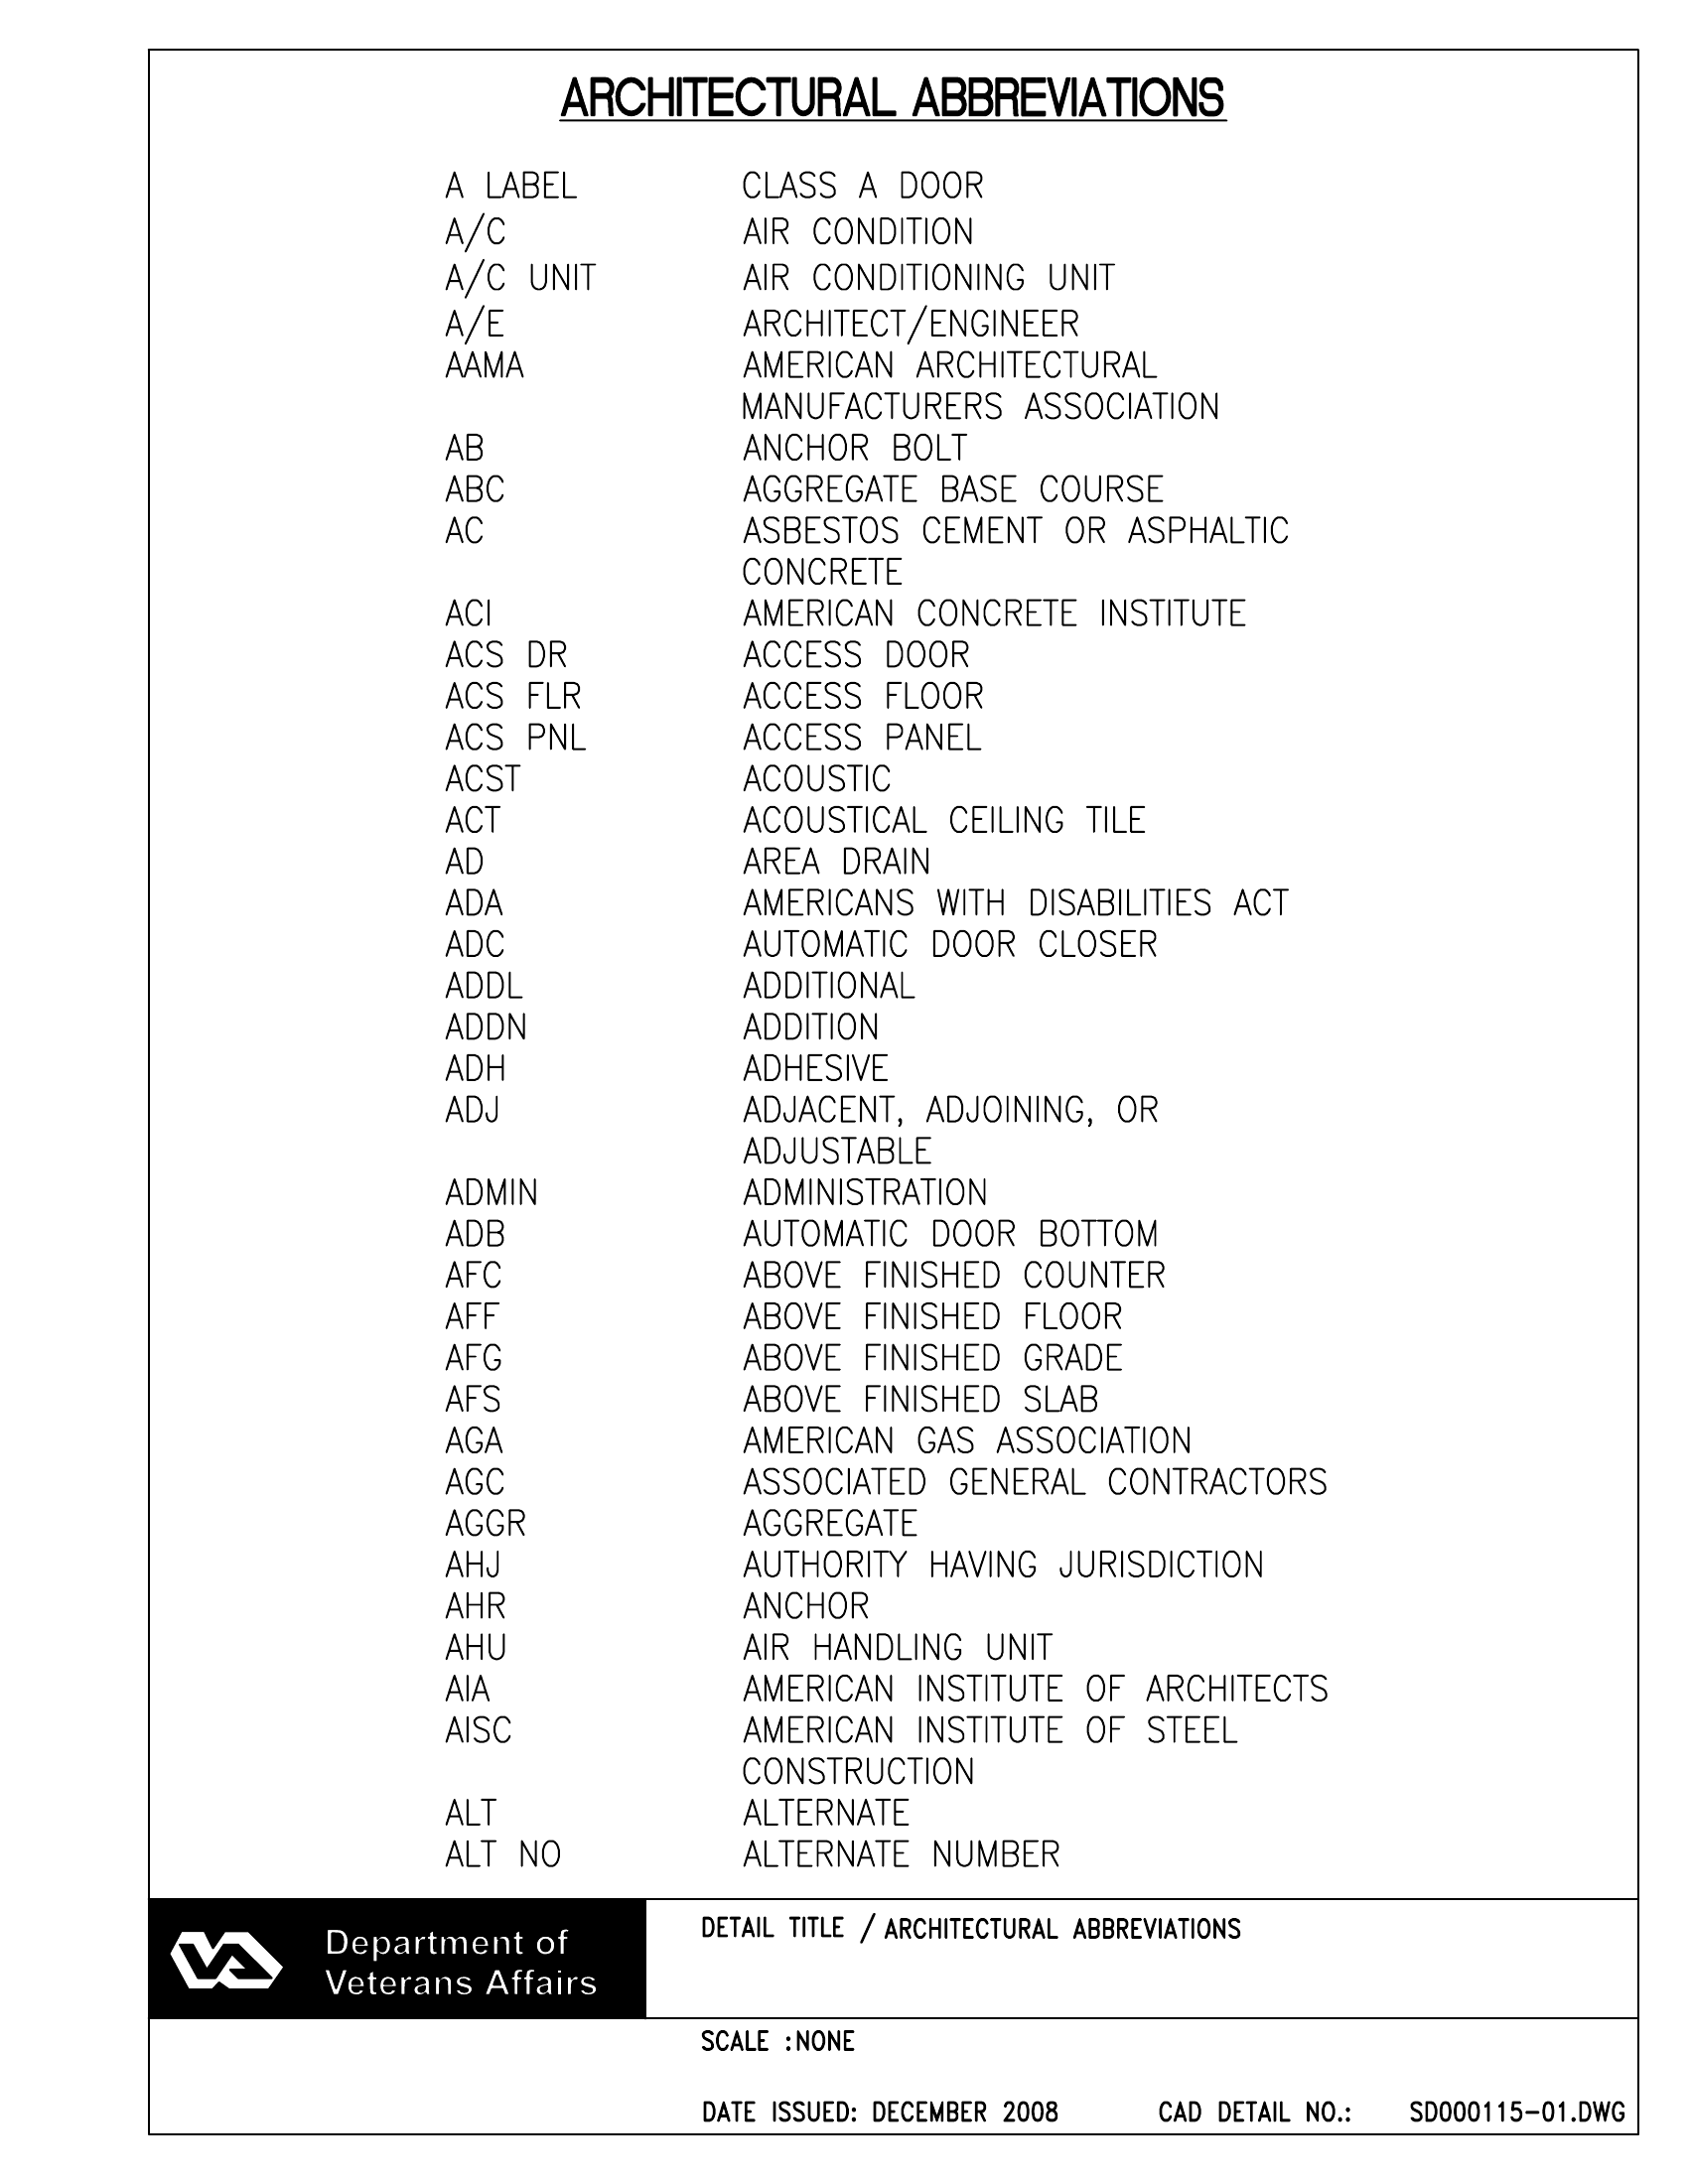 ARCHITECTURAL ABBREVIATIONS
A LABEL CLASS A DOOR
A/C AIR CONDITION
A/C UNIT AIR CONDITIONING UNIT
A/E ARCHITECT/ENGINEER
AAMA AMERICAN ARCHITECTURAL
MANUFACTURERS ASSOCIATION
AB ANCHOR BOLT
ABC AGGREGATE BASE COURSE
AC ASBESTOS CEMENT OR ASPHALTIC
CONCRETE
ACI AMERICAN CONCRETE INSTITUTE
ACS DR ACCESS DOOR
ACS FLR ACCESS FLOOR
ACS PNL ACCESS PANEL
ACST ACOUSTIC
ACT ACOUSTICAL CEILING TILE
AD AREA DRAIN
ADA AMERICANS WITH DISABILITIES ACT
ADC AUTOMATIC DOOR CLOSER
ADDL ADDITIONAL
ADDN ADDITION
ADH ADHESIVE
ADJ ADJACENT, ADJOINING, OR
ADJUSTABLE
ADMIN ADMINISTRATION
ADB AUTOMATIC DOOR BOTTOM
AFC ABOVE FINISHED COUNTER
AFF ABOVE FINISHED FLOOR
AFG ABOVE FINISHED GRADE
AFS ABOVE FINISHED SLAB
AGA AMERICAN GAS ASSOCIATION
AGC ASSOCIATED GENERAL CONTRACTORS
AGGR AGGREGATE
AHJ AUTHORITY HAVING JURISDICTION
AHR ANCHOR
AHU AIR HANDLING UNIT
AIA AMERICAN INSTITUTE OF ARCHITECTS
AISC AMERICAN INSTITUTE OF STEEL
CONSTRUCTION
ALT ALTERNATE
ALT NO ALTERNATE NUMBER
Department of
Veterans Affairs
DETAIL TITLE / ARCHITECTURAL ABBREVIATIONS
SCALE :NONE
DATE ISSUED: DECEMBER 2008 CAD DETAIL NO.: SD000115-01.DWG